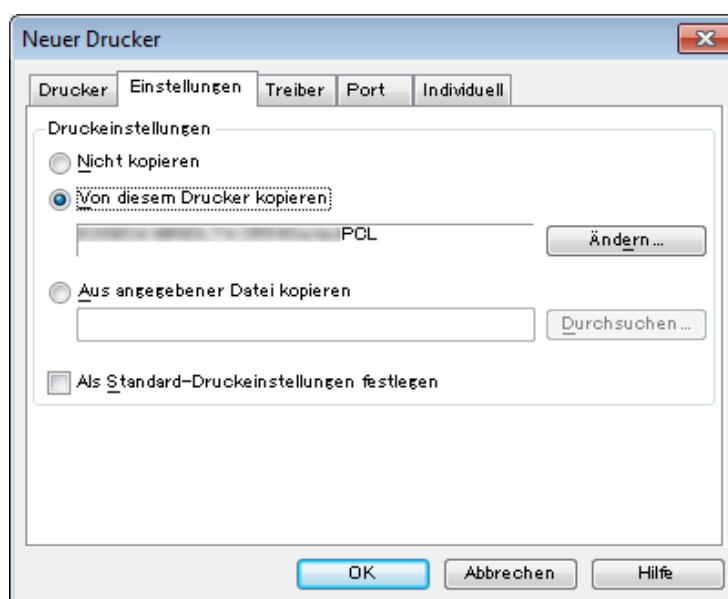 Neuer Drucker
Drucker Einstellungen Treiber Port Individuell
Druckeinstellungen
Nicht kopieren
Von diesem Drucker kopieren
PCL
Ändern...
Aus angegebener Datei kopieren
Durchsuchen...
Als Standard-Druckeinstellungen festlegen
OK Abbrechen Hilfe